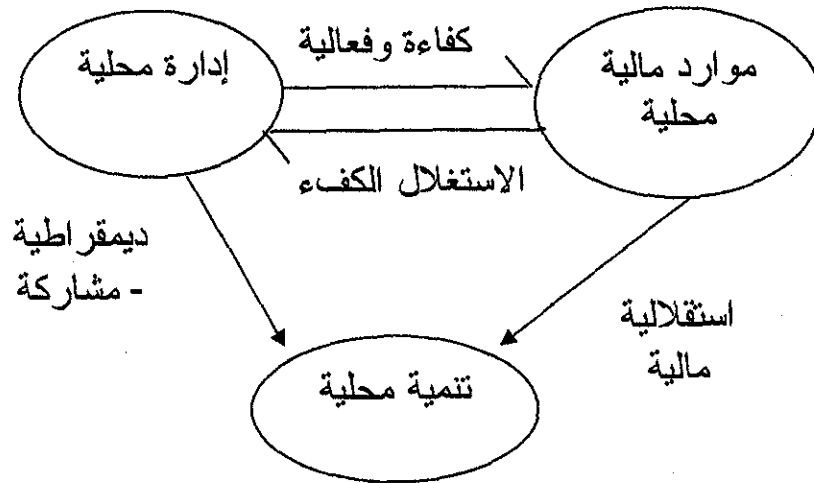 كفاءة وفعالية
إدارة محلية
موارد مالية
محلية
الاستغلال الكفء
ديمقراطية
- مشاركة
استقلالية
مالية
تنمية محلية